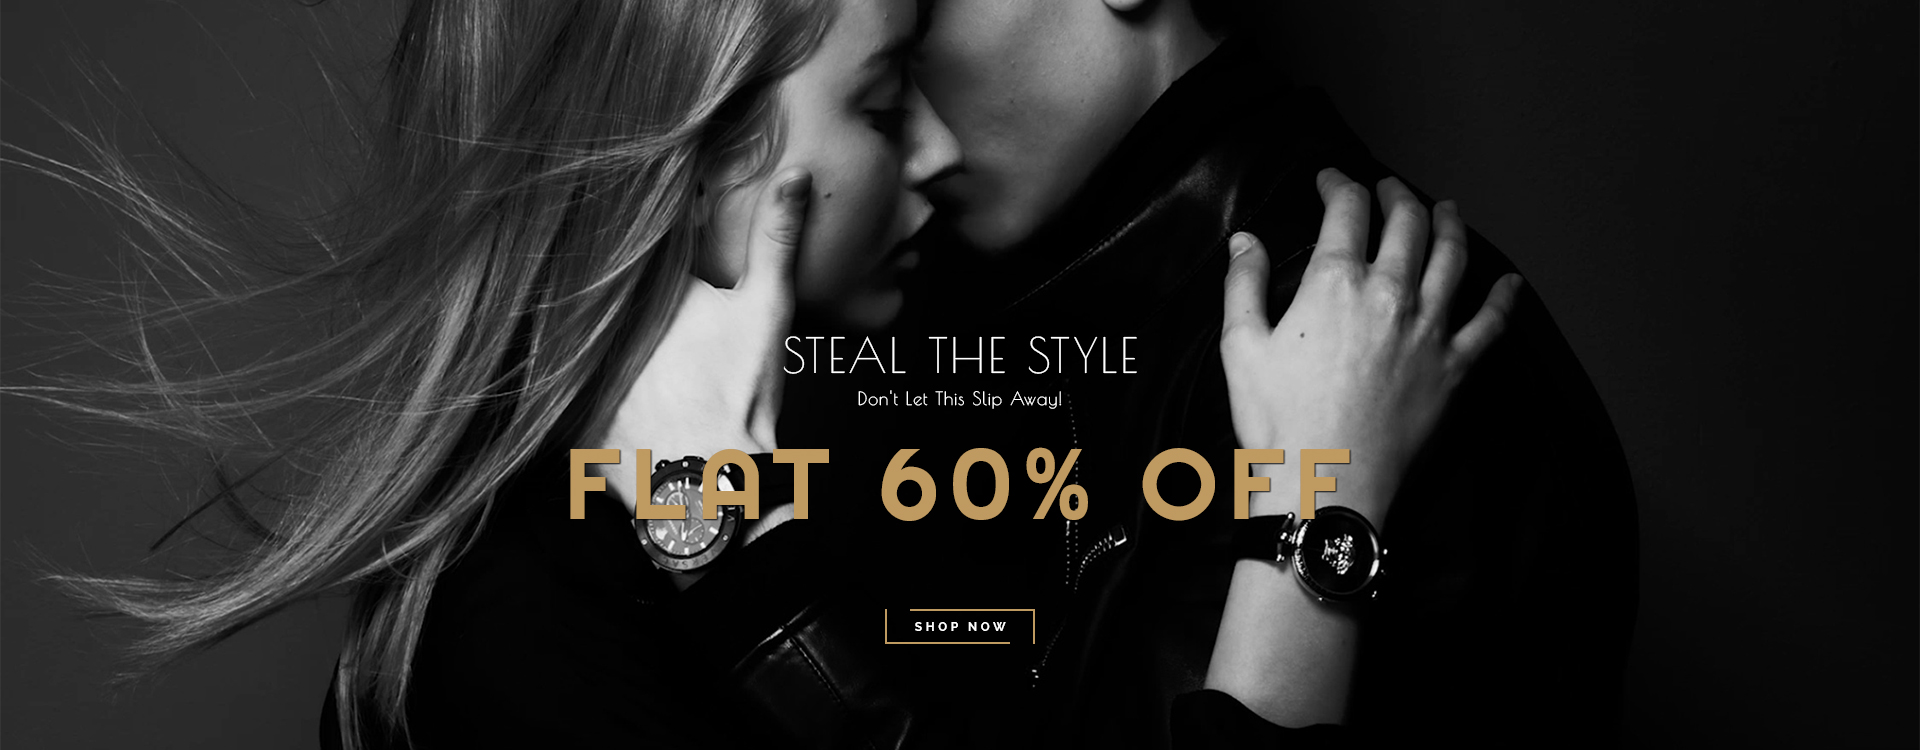 STEAL THE STYLE
Don't Let This Slip Away!
FLAT 60% OFF
SHOP NOW